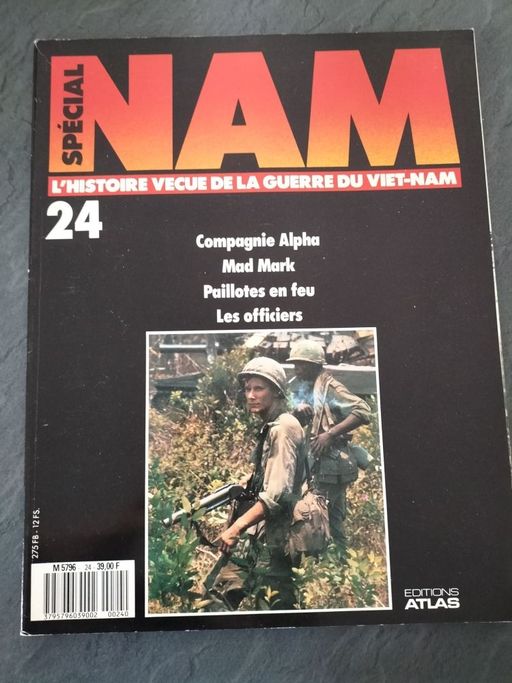 SPÉCIAL
NAM
L'HISTOIRE VECUE DE LA GUERRE DU VIET-NAM
24
Compagnie Alpha
Mad Mark
Paillotes en feu
Les officiers
275 FB - 12 FS.
M 5796 24 39,00 F
3795796039002 00240
EDITIONS
ATLAS